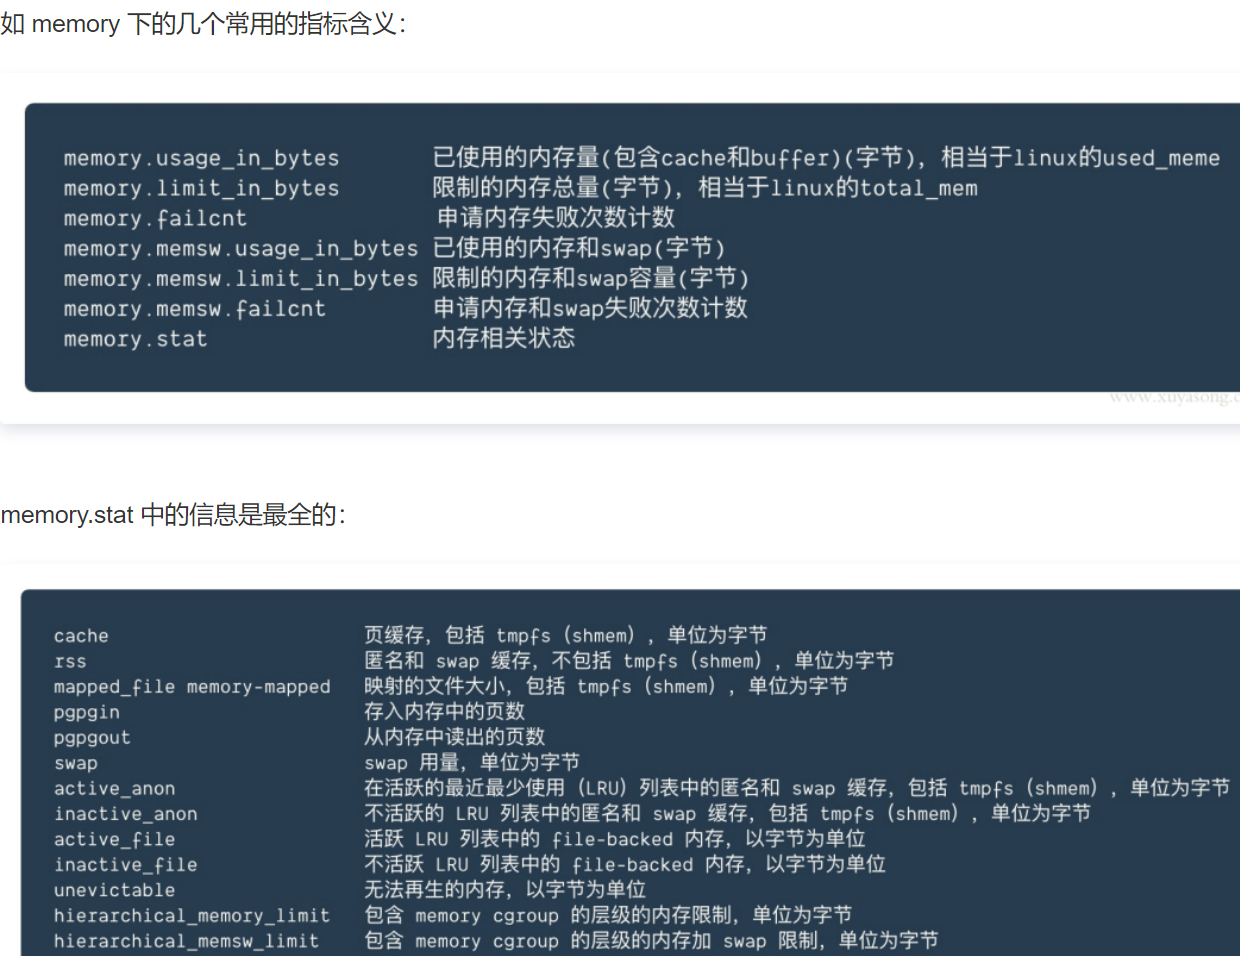 如 memory 下的几个常用的指标含义：
memory.usage_in_bytes 已使用的内存量(包含cache和buffer)(字节)，相当于linux的used_meme
memory.limit_in_bytes 限制的内存总量(字节)，相当于linux的total_mem
memory.failcnt 申请内存失败次数计数
memory.memsw.usage_in_bytes 已使用的内存和swap(字节)
memory.memsw.limit_in_bytes 限制的内存和swap容量(字节)
memory.memsw.failcnt 申请内存和swap失败次数计数
memory.stat 内存相关状态
www.xuyasong.c
memory.stat 中的信息是最全的：
cache 页缓存，包括 tmpfs（shmem），单位为字节
rss 匿名和 swap 缓存，不包括 tmpfs（shmem），单位为字节
mapped_file memory-mapped 映射的文件大小，包括 tmpfs（shmem），单位为字节
pgpgin 存入内存中的页数
pgpgout 从内存中读出的页数
swap swap 用量，单位为字节
active_anon 在活跃的最近最少使用（LRU）列表中的匿名和 swap 缓存，包括 tmpfs（shmem），单位为字节
inactive_anon 不活跃的 LRU 列表中的匿名和 swap 缓存，包括 tmpfs（shmem），单位为字节
active_file 活跃 LRU 列表中的 file-backed 内存，以字节为单位
inactive_file 不活跃 LRU 列表中的 file-backed 内存，以字节为单位
unevictable 无法再生的内存，以字节为单位
hierarchical_memory_limit 包含 memory cgroup 的层级的内存限制，单位为字节
hierarchical_memsw_limit 包含 memory cgroup 的层级的内存加 swap 限制，单位为字节